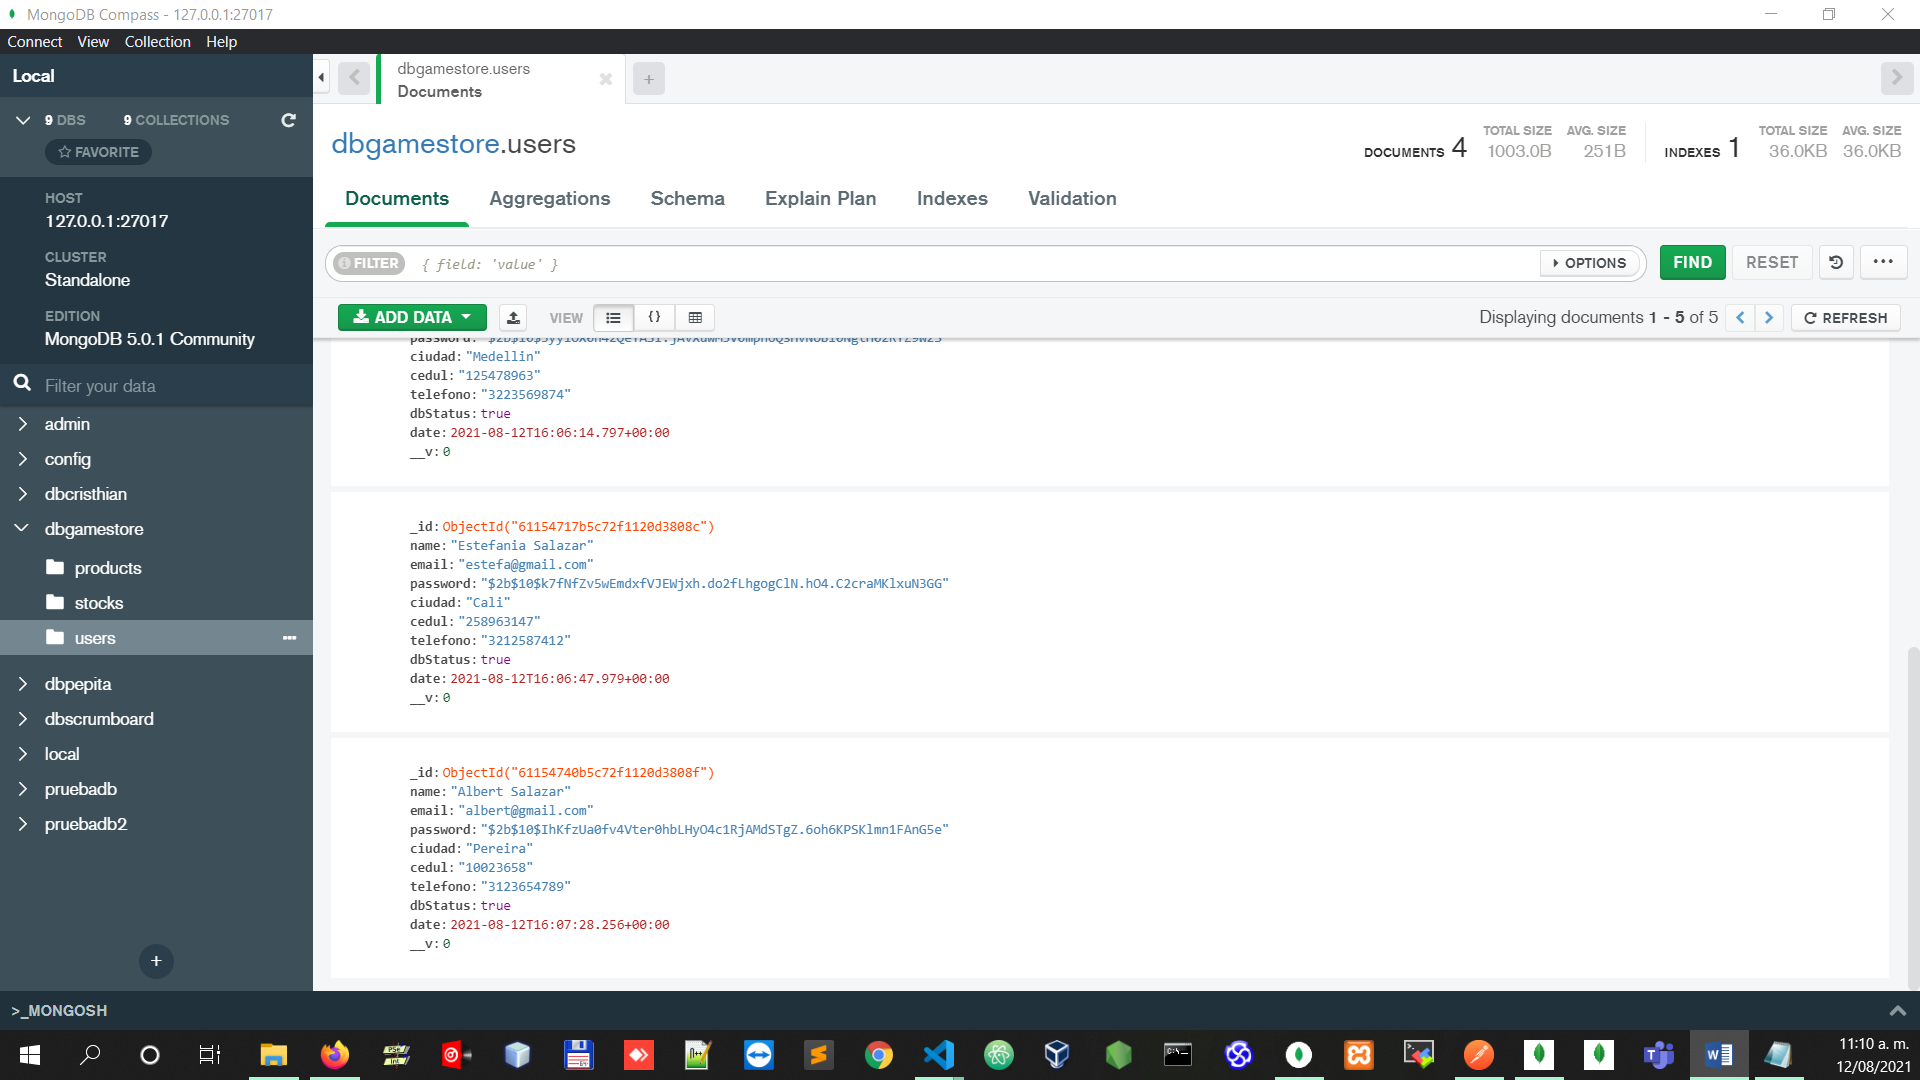 MongoDB Compass - 127.0.0.1:27017
Connect View Collection Help
Local
9 DBS 9 COLLECTIONS
FAVORITE
HOST
127.0.0.1:27017
CLUSTER
Standalone
EDITION
MongoDB 5.0.1 Community
Filter your data
admin
config
dbcristhian
dbgamestore
products
stocks
users
dbpepita
dbscrumboard
local
pruebadb
pruebadb2
dbgamestore.users
Documents
dbgamestore.users
DOCUMENTS 4 TOTAL SIZE 1003.0B AVG. SIZE 251B INDEXES 1 TOTAL SIZE 36.0KB AVG. SIZE 36.0KB
Documents Aggregations Schema Explain Plan Indexes Validation
FILTER { field: 'value' } OPTIONS FIND RESET
ADD DATA VIEW {} Displaying documents 1 - 5 of 5 REFRESH
ciudad: "Medellin"
cedul: "125478963"
telefono: "3223569874"
dbStatus: true
date: 2021-08-12T16:06:14.797+00:00
__v: 0
_id: ObjectId("61154717b5c72f1120d3808c")
name: "Estefania Salazar"
email: "estefa@gmail.com"
password: "$2b$10$k7fNfZv5wEmdxfVJEWjxh.do2fLhgogClN.hO4.C2craMKlxuN3GG"
ciudad: "Cali"
cedul: "258963147"
telefono: "3212587412"
dbStatus: true
date: 2021-08-12T16:06:47.979+00:00
__v: 0
_id: ObjectId("61154740b5c72f1120d3808f")
name: "Albert Salazar"
email: "albert@gmail.com"
password: "$2b$10$IhKfzUa0fv4Vter0hbLHyO4c1RjAMdSTgZ.6oh6KPSKlmn1FAnG5e"
ciudad: "Pereira"
cedul: "10023658"
telefono: "3123654789"
dbStatus: true
date: 2021-08-12T16:07:28.256+00:00
__v: 0
>_MONGOSH
11:10 a. m.
12/08/2021